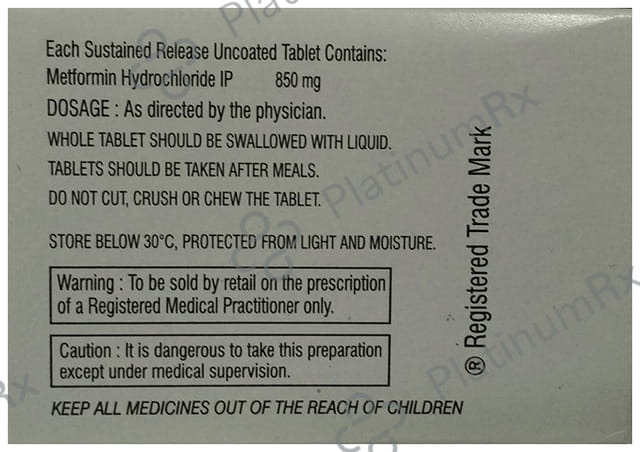 Each Sustained Release Uncoated Tablet Contains:
Metformin Hydrochloride IP 850 mg
DOSAGE : As directed by the physician.
WHOLE TABLET SHOULD BE SWALLOWED WITH LIQUID.
TABLETS SHOULD BE TAKEN AFTER MEALS.
DO NOT CUT, CRUSH OR CHEW THE TABLET.
STORE BELOW 30°C, PROTECTED FROM LIGHT AND MOISTURE.
Warning : To be sold by retail on the prescription
of a Registered Medical Practitioner only.
Caution : It is dangerous to take this preparation
except under medical supervision.
KEEP ALL MEDICINES OUT OF THE REACH OF CHILDREN
® Registered Trade Mark
PlatinumRx
PlatinumRx
PlatinumRx
Rx